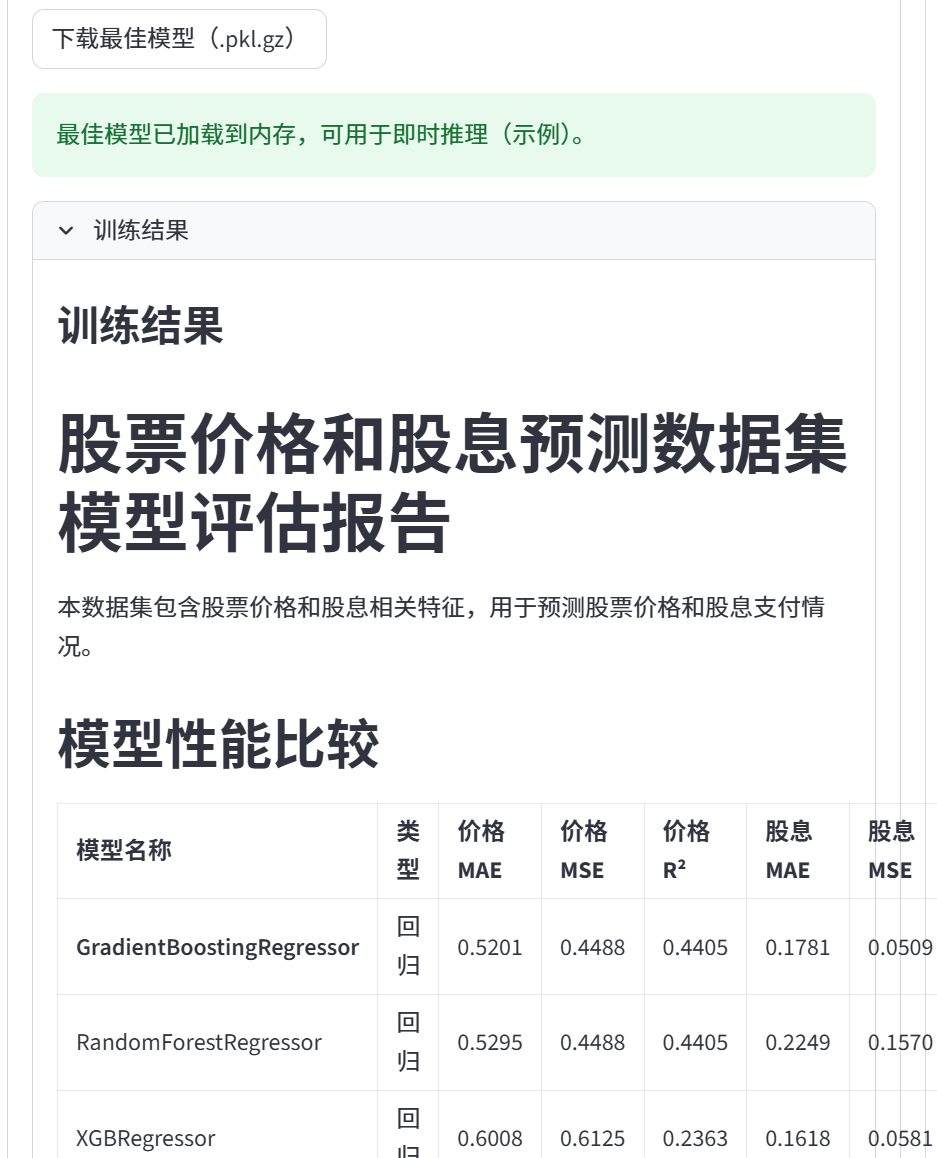 下载最佳模型（.pkl.gz）
最佳模型已加载到内存，可用于即时推理（示例）。
训练结果
训练结果
股票价格和股息预测数据集
模型评估报告
本数据集包含股票价格和股息相关特征，用于预测股票价格和股息支付情
况。
模型性能比较
模型名称 类型 价格 MAE 价格 MSE 价格 R² 股息 MAE 股息 MSE
GradientBoostingRegressor 回归 0.5201 0.4488 0.4405 0.1781 0.0509
RandomForestRegressor 回归 0.5295 0.4488 0.4405 0.2249 0.1570
XGBRegressor 回归 0.6008 0.6125 0.2363 0.1618 0.0581